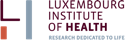 LUXEMBOURG
INSTITUTE
OF HEALTH
RESEARCH DEDICATED TO LIFE